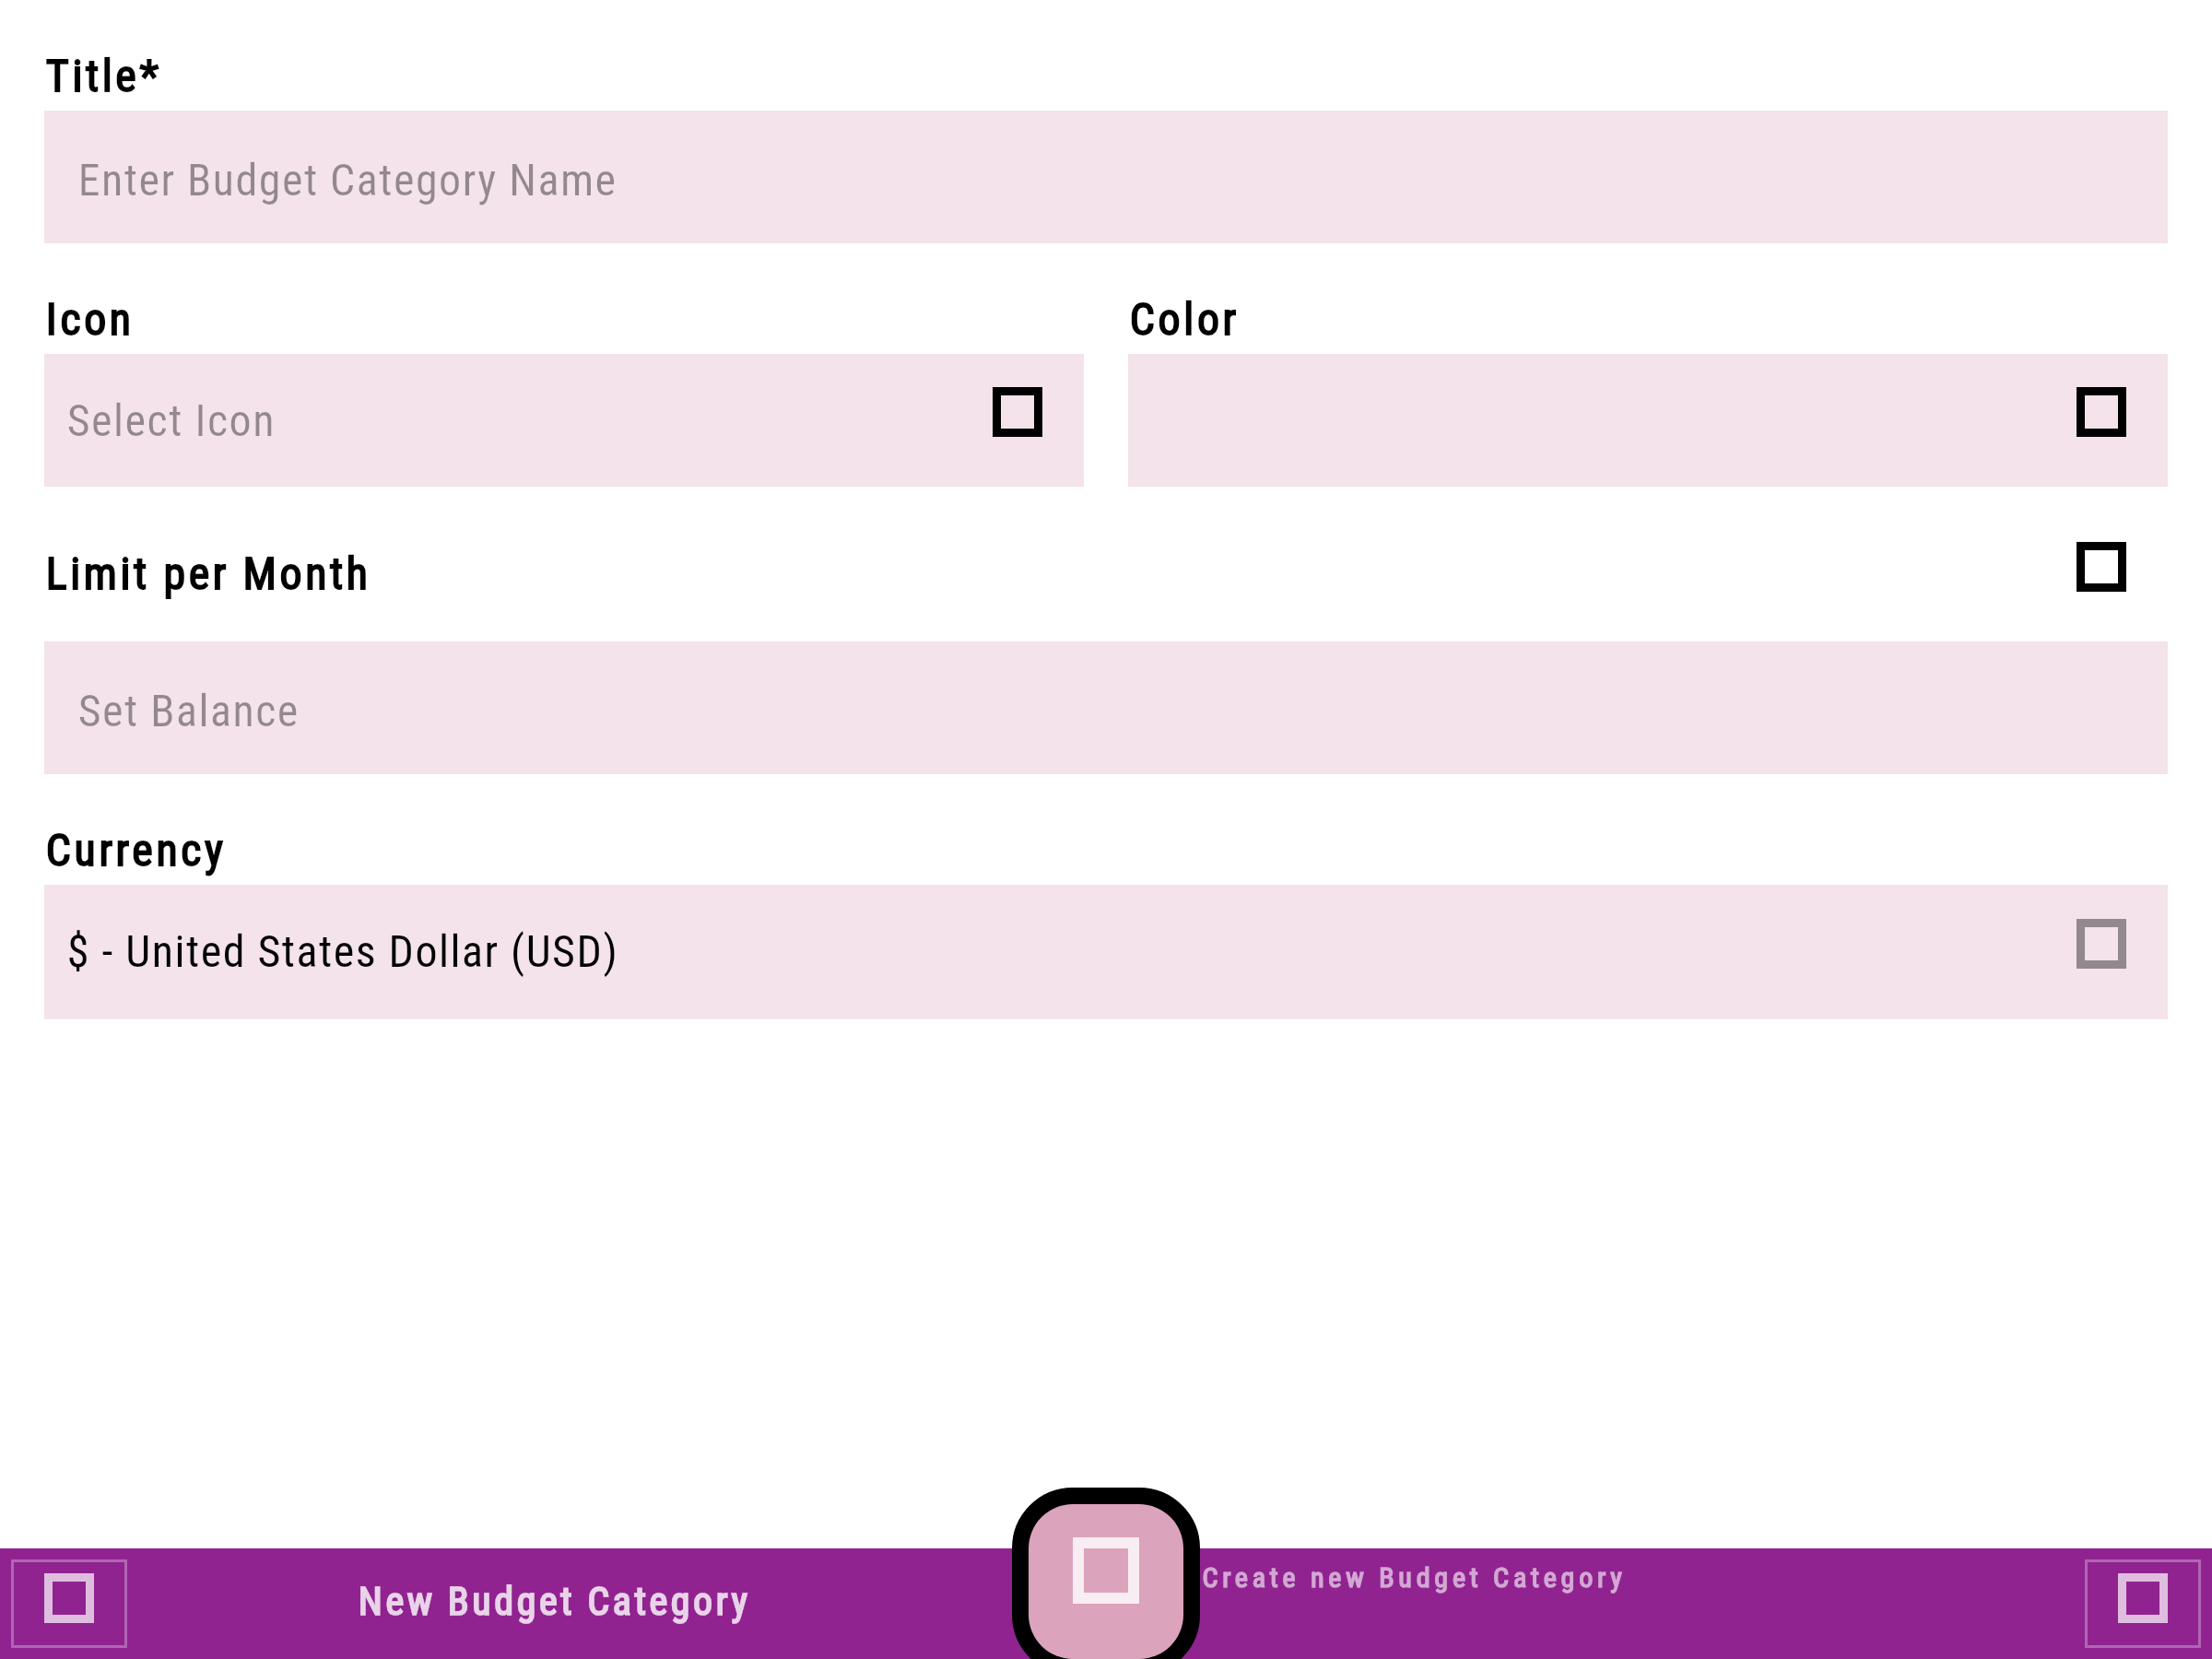 Title*
Enter Budget Category Name
Icon
Color
Select Icon
Limit per Month
Set Balance
Currency
$ - United States Dollar (USD)
New Budget Category
Create new Budget Category